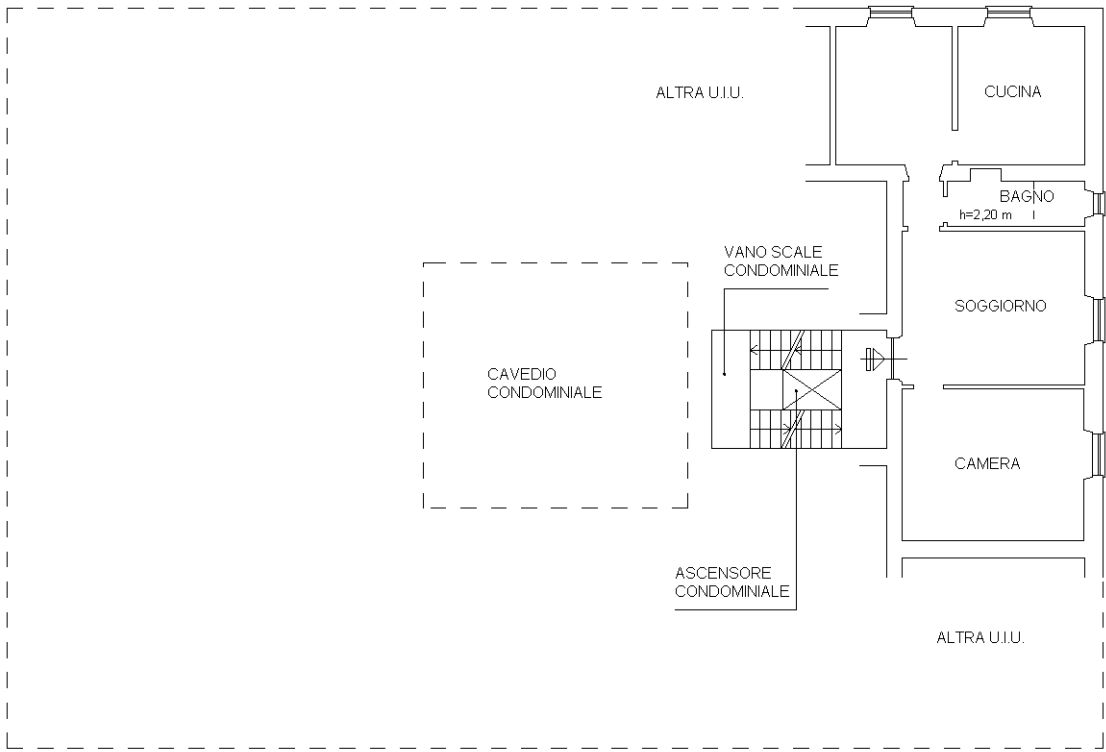 ALTRA U.I.U.
CUCINA
BAGNO
h=2,20 m
VANO SCALE
CONDOMINIALE
SOGGIORNO
CAVEDIO
CONDOMINIALE
CAMERA
ASCENSORE
CONDOMINIALE
ALTRA U.I.U.